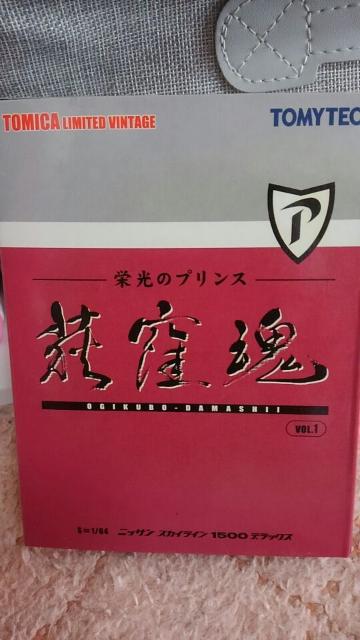 TOMICA LIMITED VINTAGE
TOMYTEC
P
栄光のプリンス
荻窪魂
OGIKUBO-DAMASHII
VOL.1
S=1/64 ニッサン スカイライン 1500 デラックス